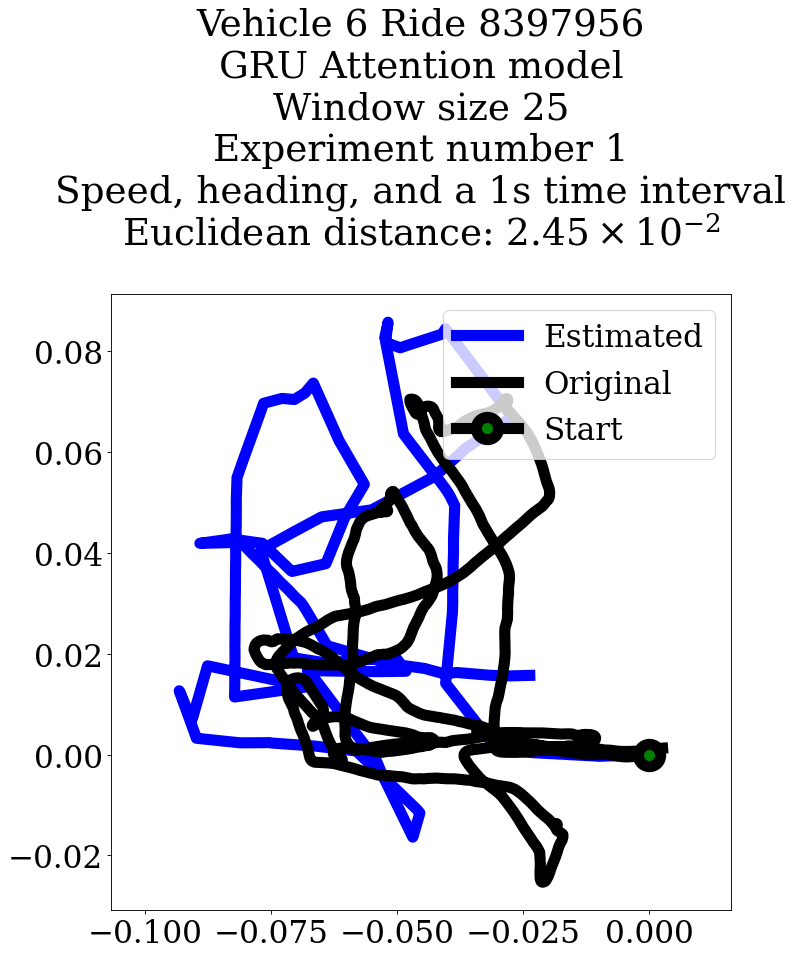 Vehicle 6 Ride 8397956
GRU Attention model
Window size 25
Experiment number 1
Speed, heading, and a 1s time interval
Euclidean distance: 2.45 × 10⁻²
Estimated
Original
Start
0.08
0.06
0.04
0.02
0.00
−0.02
−0.100 −0.075 −0.050 −0.025 0.000